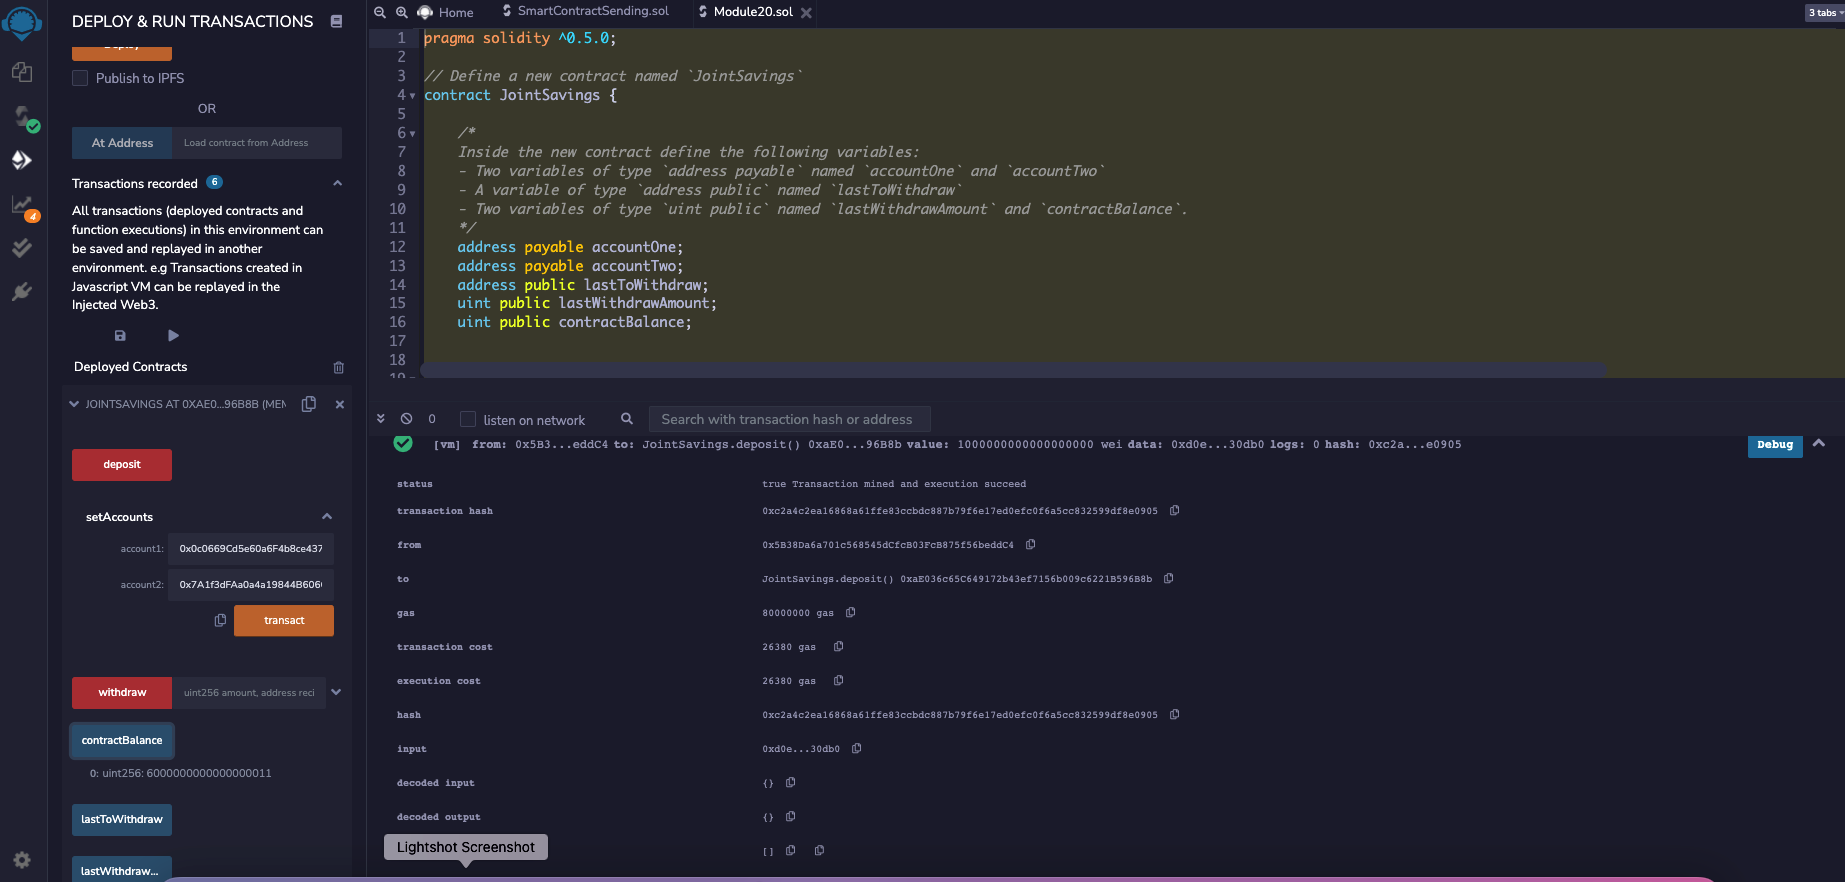 DEPLOY & RUN TRANSACTIONS
Deploy
Publish to IPFS
OR
At Address
Load contract from Address
Transactions recorded 6
All transactions (deployed contracts and
function executions) in this environment can
be saved and replayed in another
environment. e.g Transactions created in
Javascript VM can be replayed in the
Injected Web3.
Deployed Contracts
JOINTSAVINGS AT 0XAE0...96B8B (MEM
deposit
setAccounts
account1: 0x0c0669Cd5e60a6F4b8ce437
account2: 0x7A1f3dFAa0a4a19844B606
transact
withdraw
uint256 amount, address reci
contractBalance
0: uint256: 6000000000000000011
lastToWithdraw
lastWithdraw...
4
Home
SmartContractSending.sol
Module20.sol
3 tabs
1 pragma solidity ^0.5.0;
2
3 // Define a new contract named `JointSavings`
4 contract JointSavings {
5
6 /*
7 Inside the new contract define the following variables:
8 - Two variables of type `address payable` named `accountOne` and `accountTwo`
9 - A variable of type `address public` named `lastToWithdraw`
10 - Two variables of type `uint public` named `lastWithdrawAmount` and `contractBalance`.
11 */
12 address payable accountOne;
13 address payable accountTwo;
14 address public lastToWithdraw;
15 uint public lastWithdrawAmount;
16 uint public contractBalance;
17
18
19
0
listen on network
Search with transaction hash or address
[vm] from: 0x5B3...eddC4 to: JointSavings.deposit() 0xaE0...96B8b value: 1000000000000000000 wei data: 0xd0e...30db0 logs: 0 hash: 0xc2a...e0905
Debug
status true Transaction mined and execution succeed
transaction hash 0xc2a4c2ea16868a61ffe83ccbdc887b79f6e17ed0efc0f6a5cc832599df8e0905
from 0x5B38Da6a701c568545dCfcB03FcB875f56beddC4
to JointSavings.deposit() 0xaE036c65C649172b43ef7156b009c6221B596B8b
gas 80000000 gas
transaction cost 26380 gas
execution cost 26380 gas
hash 0xc2a4c2ea16868a61ffe83ccbdc887b79f6e17ed0efc0f6a5cc832599df8e0905
input 0xd0e...30db0
decoded input {}
decoded output {}
[]
Lightshot Screenshot